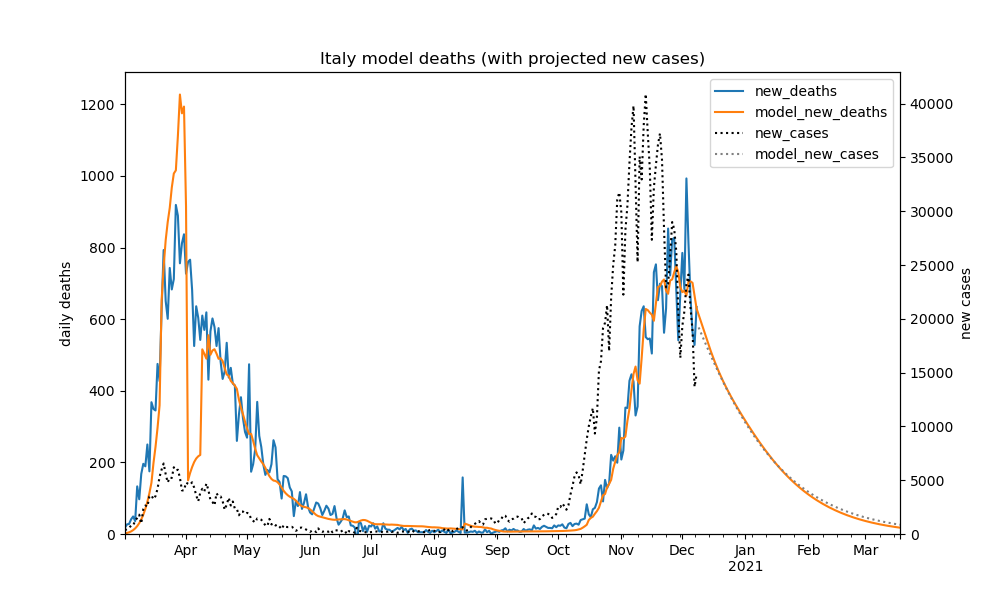 Italy model deaths (with projected new cases)
new_deaths
model_new_deaths
new_cases
model_new_cases
daily deaths
0
200
400
600
800
1000
1200
new cases
0
5000
10000
15000
20000
25000
30000
35000
40000
Apr May Jun Jul Aug Sep Oct Nov Dec Jan Feb Mar
2021